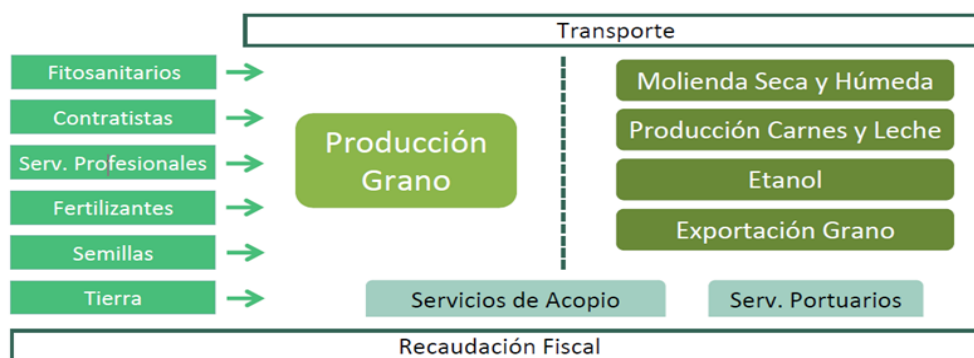 Transporte
Fitosanitarios
Contratistas
Serv. Profesionales
Fertilizantes
Semillas
Tierra
Producción
Grano
Molienda Seca y Húmeda
Producción Carnes y Leche
Etanol
Exportación Grano
Servicios de Acopio
Serv. Portuarios
Recaudación Fiscal